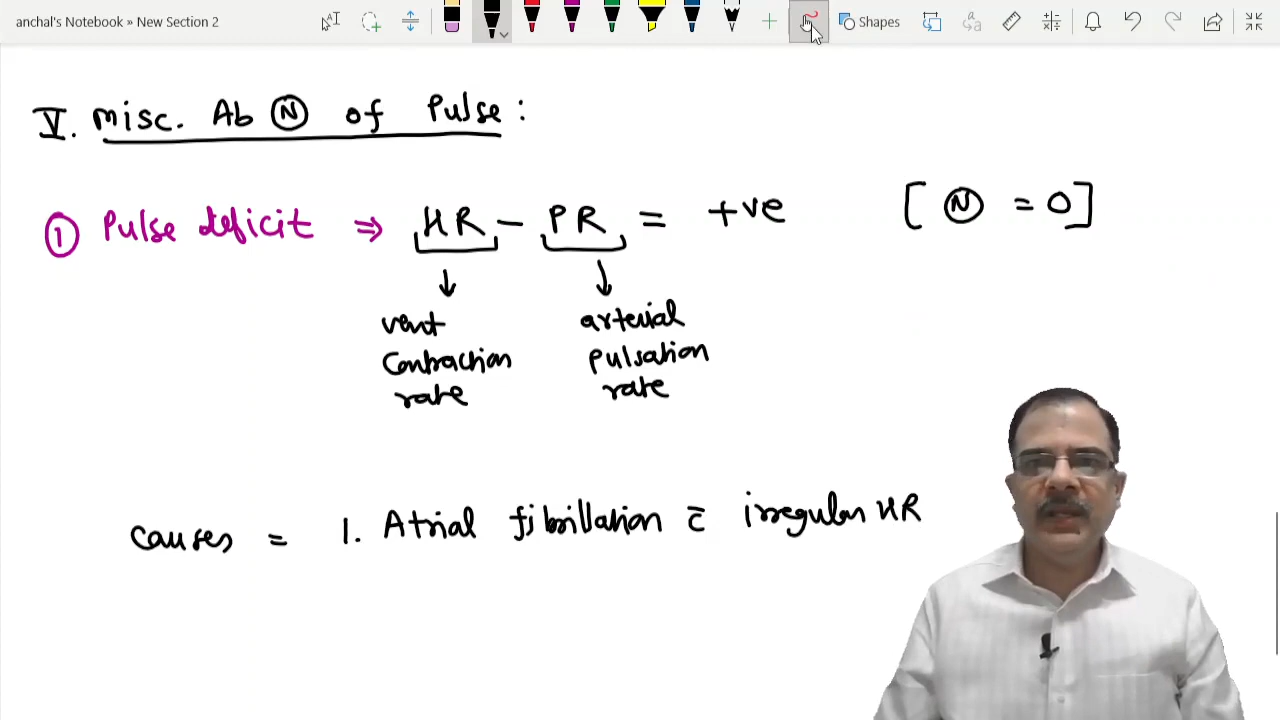 anchal's Notebook » New Section 2
Shapes
V. misc. Ab Ⓝ of Pulse:
① Pulse deficit ⇒ HR - PR = +ve [ Ⓝ = 0]
↓ ↓
vent arterial
Contraction pulsation
rate rate
causes = 1. Atrial fibrillation c̄ irregular HR